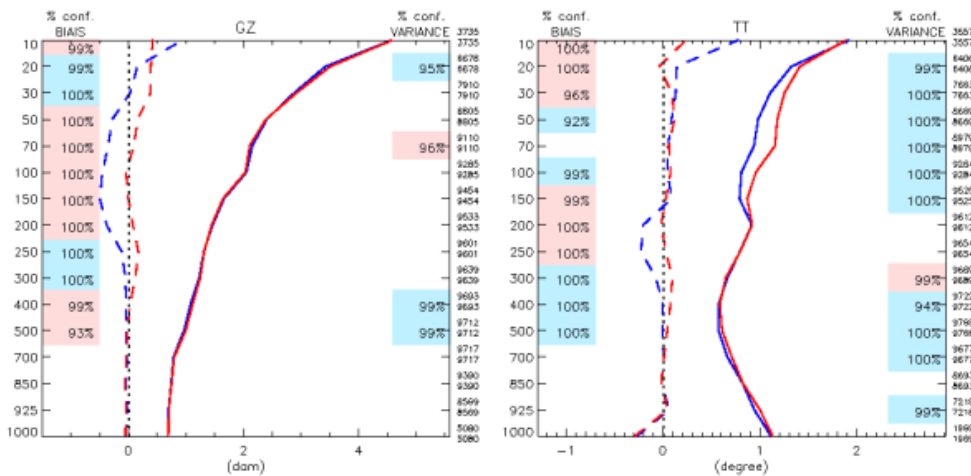 % conf. % conf. % conf. % conf.
BIAIS GZ VARIANCE BIAIS TT VARIANCE
10 99% 3735 3735 10 100%
20 99% 95% 6678 6678 20 100% 99%
30 100% 7910 7910 30 96% 100%
50 100% 8805 8805 50 92% 100%
70 100% 96% 9110 9110 70 100%
100 100% 9285 9285 100 99% 100%
150 100% 9454 9454 150 99% 100%
200 100% 9533 9533 200 100%
250 100% 9601 9601 250 100%
300 100% 9639 9639 300 100% 99%
400 99% 99% 9693 9693 400 100% 94%
500 93% 99% 9712 9712 500 100% 100%
700 9717 9717 700 100%
850 9390 9390 850
925 8569 8569 925 99%
1000 5080 5080 1000
0 2 4 -1 0 1 2
(dam) (degree)